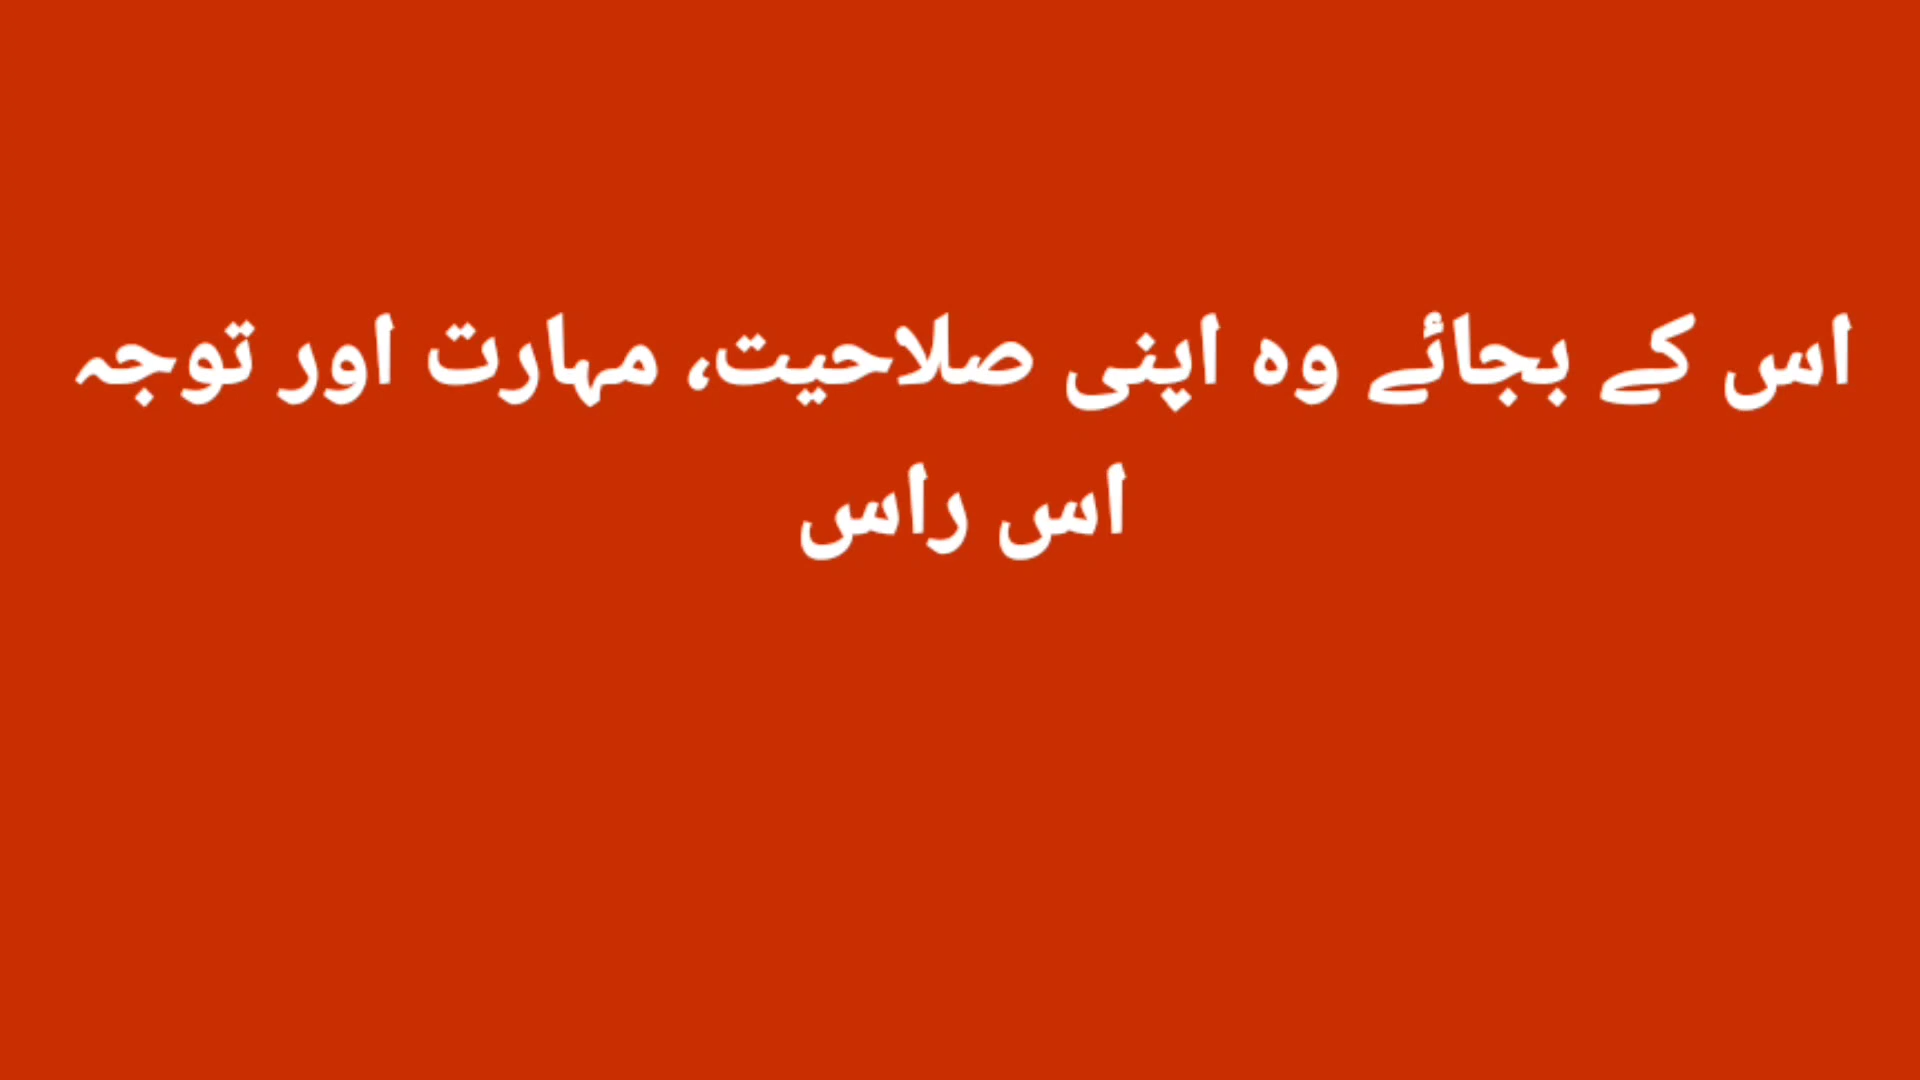 اس کے بجائے وہ اپنی صلاحیت، مہارت اور توجہ
اس راس